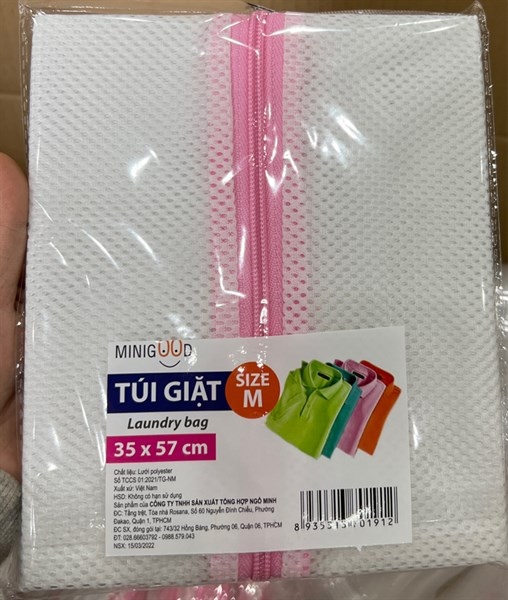 MINIGOOD
TÚI GIẶT
SIZE
M
Laundry bag
35 x 57 cm
Chất liệu: Lưới polyester
Số TCCS 01:2021/TG-NM
Xuất xứ: Việt Nam
HSD: Không có hạn sử dụng
Sản phẩm của CÔNG TY TNHH SẢN XUẤT TỔNG HỢP NGÔ MINH
ĐC: Tầng trệt, Tòa nhà Rosana, Số 60 Nguyễn Đình Chiểu, Phường
Đakao, Quận 1, TPHCM
ĐC SX, đóng gói tại: 743/32 Hồng Bàng, Phường 06, Quận 06, TPHCM
ĐT: 028.66603792 - 0988.579.043
NSX: 15/03/2022